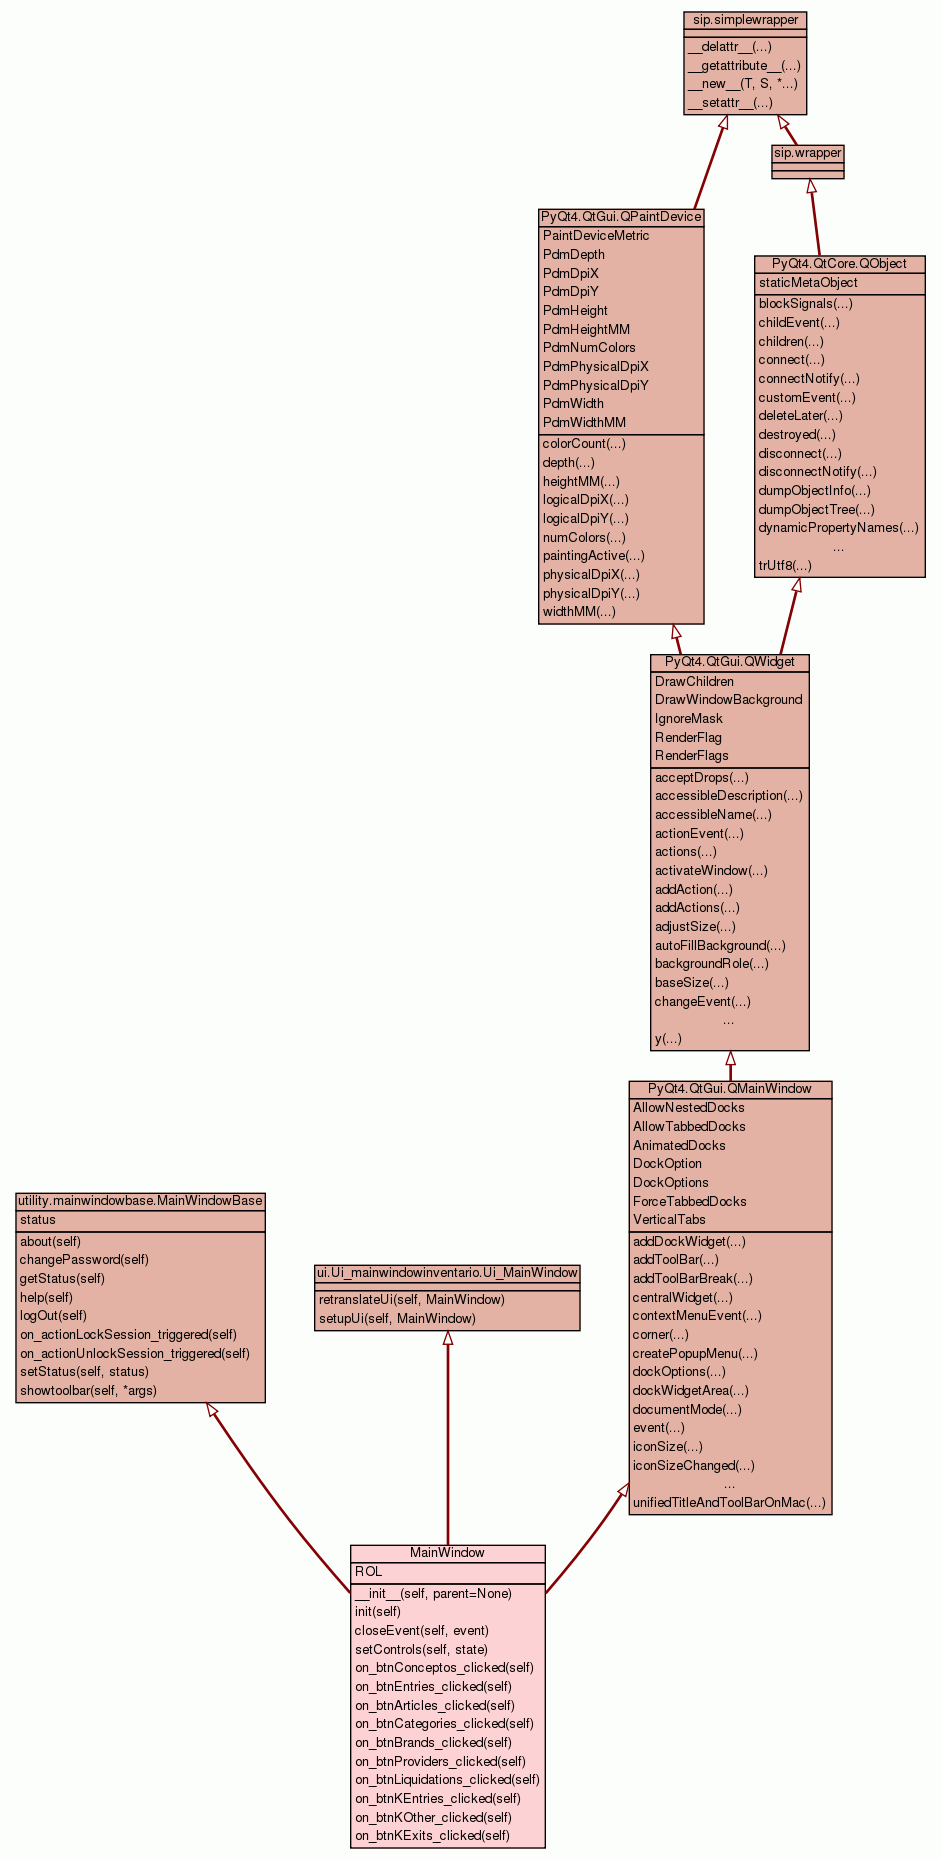 sip.simplewrapper
__delattr__(...)
__getattribute__(...)
__new__(T, S, *...)
__setattr__(...)
sip.wrapper
PyQt4.QtGui.QPaintDevice
PaintDeviceMetric
PdmDepth
PdmDpiX
PdmDpiY
PdmHeight
PdmHeightMM
PdmNumColors
PdmPhysicalDpiX
PdmPhysicalDpiY
PdmWidth
PdmWidthMM
colorCount(...)
depth(...)
heightMM(...)
logicalDpiX(...)
logicalDpiY(...)
numColors(...)
paintingActive(...)
physicalDpiX(...)
physicalDpiY(...)
widthMM(...)
PyQt4.QtCore.QObject
staticMetaObject
blockSignals(...)
childEvent(...)
children(...)
connect(...)
connectNotify(...)
customEvent(...)
deleteLater(...)
destroyed(...)
disconnect(...)
disconnectNotify(...)
dumpObjectInfo(...)
dumpObjectTree(...)
dynamicPropertyNames(...)
...
trUtf8(...)
PyQt4.QtGui.QWidget
DrawChildren
DrawWindowBackground
IgnoreMask
RenderFlag
RenderFlags
acceptDrops(...)
accessibleDescription(...)
accessibleName(...)
actionEvent(...)
actions(...)
activateWindow(...)
addAction(...)
addActions(...)
adjustSize(...)
autoFillBackground(...)
backgroundRole(...)
baseSize(...)
changeEvent(...)
...
y(...)
PyQt4.QtGui.QMainWindow
AllowNestedDocks
AllowTabbedDocks
AnimatedDocks
DockOption
DockOptions
ForceTabbedDocks
VerticalTabs
addDockWidget(...)
addToolBar(...)
addToolBarBreak(...)
centralWidget(...)
contextMenuEvent(...)
corner(...)
createPopupMenu(...)
dockOptions(...)
dockWidgetArea(...)
documentMode(...)
event(...)
iconSize(...)
iconSizeChanged(...)
...
unifiedTitleAndToolBarOnMac(...)
utility.mainwindowbase.MainWindowBase
status
about(self)
changePassword(self)
getStatus(self)
help(self)
logOut(self)
on_actionLockSession_triggered(self)
on_actionUnlockSession_triggered(self)
setStatus(self, status)
showtoolbar(self, *args)
ui.Ui_mainwindowinventario.Ui_MainWindow
retranslateUi(self, MainWindow)
setupUi(self, MainWindow)
MainWindow
ROL
__init__(self, parent=None)
init(self)
closeEvent(self, event)
setControls(self, state)
on_btnConceptos_clicked(self)
on_btnEntries_clicked(self)
on_btnArticles_clicked(self)
on_btnCategories_clicked(self)
on_btnBrands_clicked(self)
on_btnProviders_clicked(self)
on_btnLiquidations_clicked(self)
on_btnKEntries_clicked(self)
on_btnKOther_clicked(self)
on_btnKExits_clicked(self)